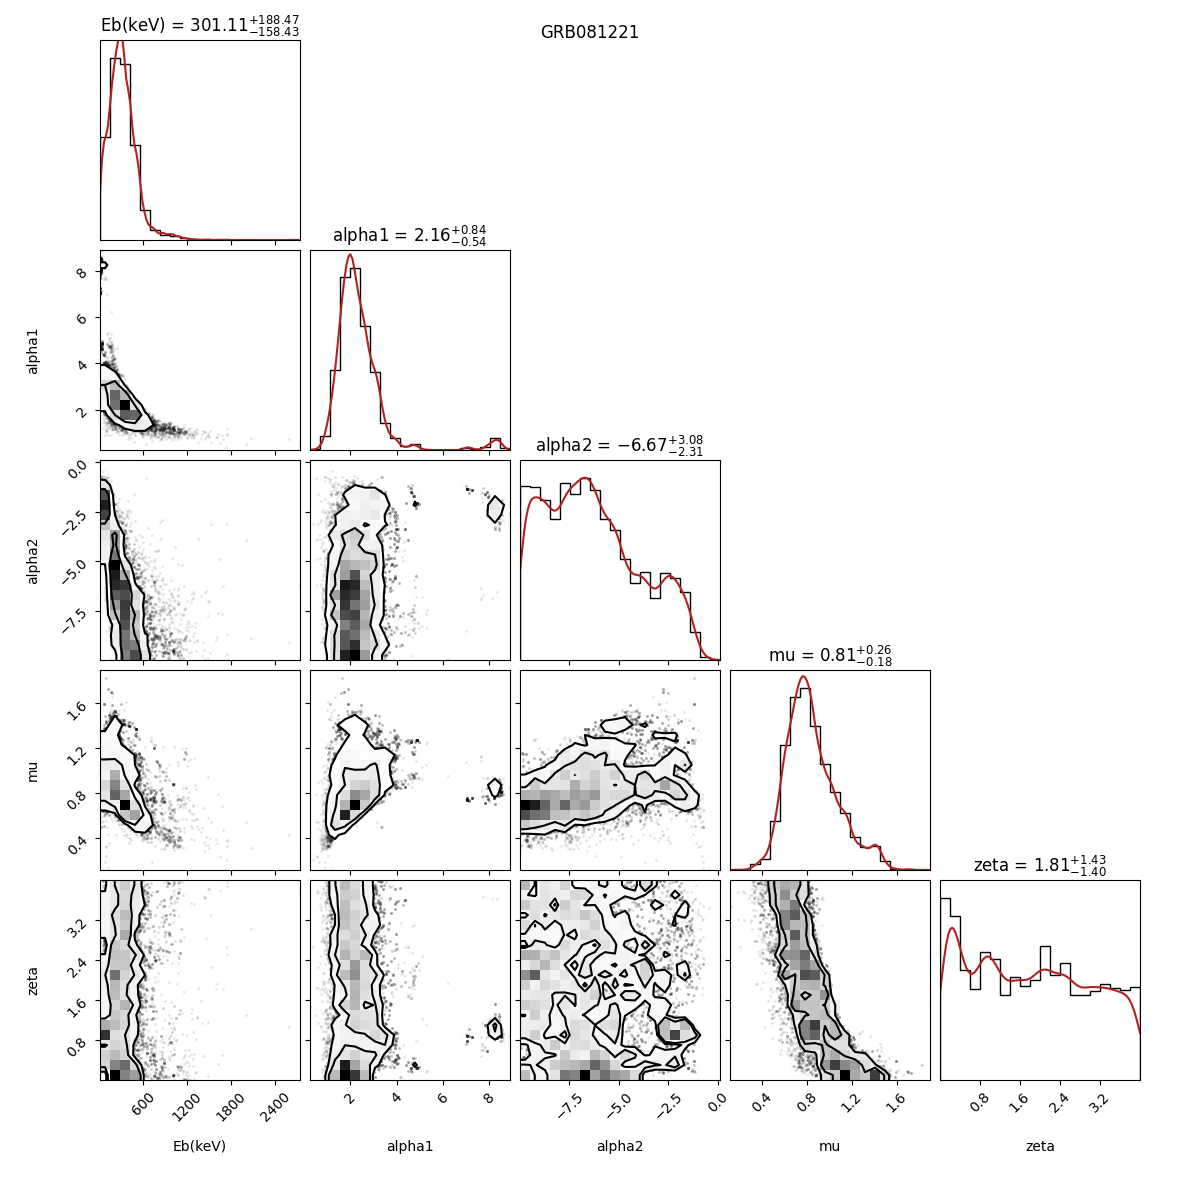 Eb(keV) = 301.11+188.47−158.43
GRB081221
alpha1 = 2.16+0.84−0.54
8
6
4
2
alpha1
alpha2 = −6.67+3.08−2.31
0.0
−2.5
−5.0
−7.5
alpha2
mu = 0.81+0.26−0.18
1.6
1.2
0.8
0.4
mu
zeta = 1.81+1.43−1.40
3.2
2.4
1.6
0.8
zeta
600 1200 1800 2400 2 4 6 8 −7.5 −5.0 −2.5 0.0 0.4 0.8 1.2 1.6 0.8 1.6 2.4 3.2
Eb(keV) alpha1 alpha2 mu zeta